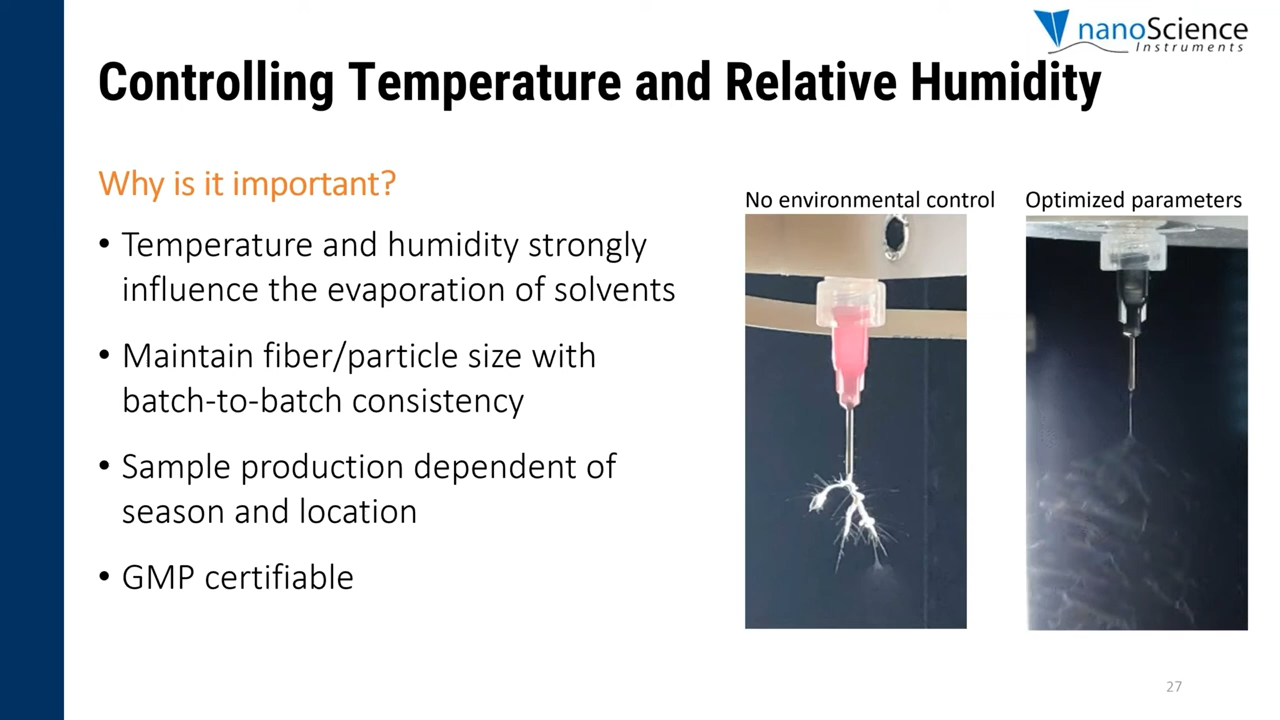 nanoScience
Instruments
Controlling Temperature and Relative Humidity
Why is it important?
• Temperature and humidity strongly
influence the evaporation of solvents
• Maintain fiber/particle size with
batch-to-batch consistency
• Sample production dependent of
season and location
• GMP certifiable
No environmental control
Optimized parameters
27